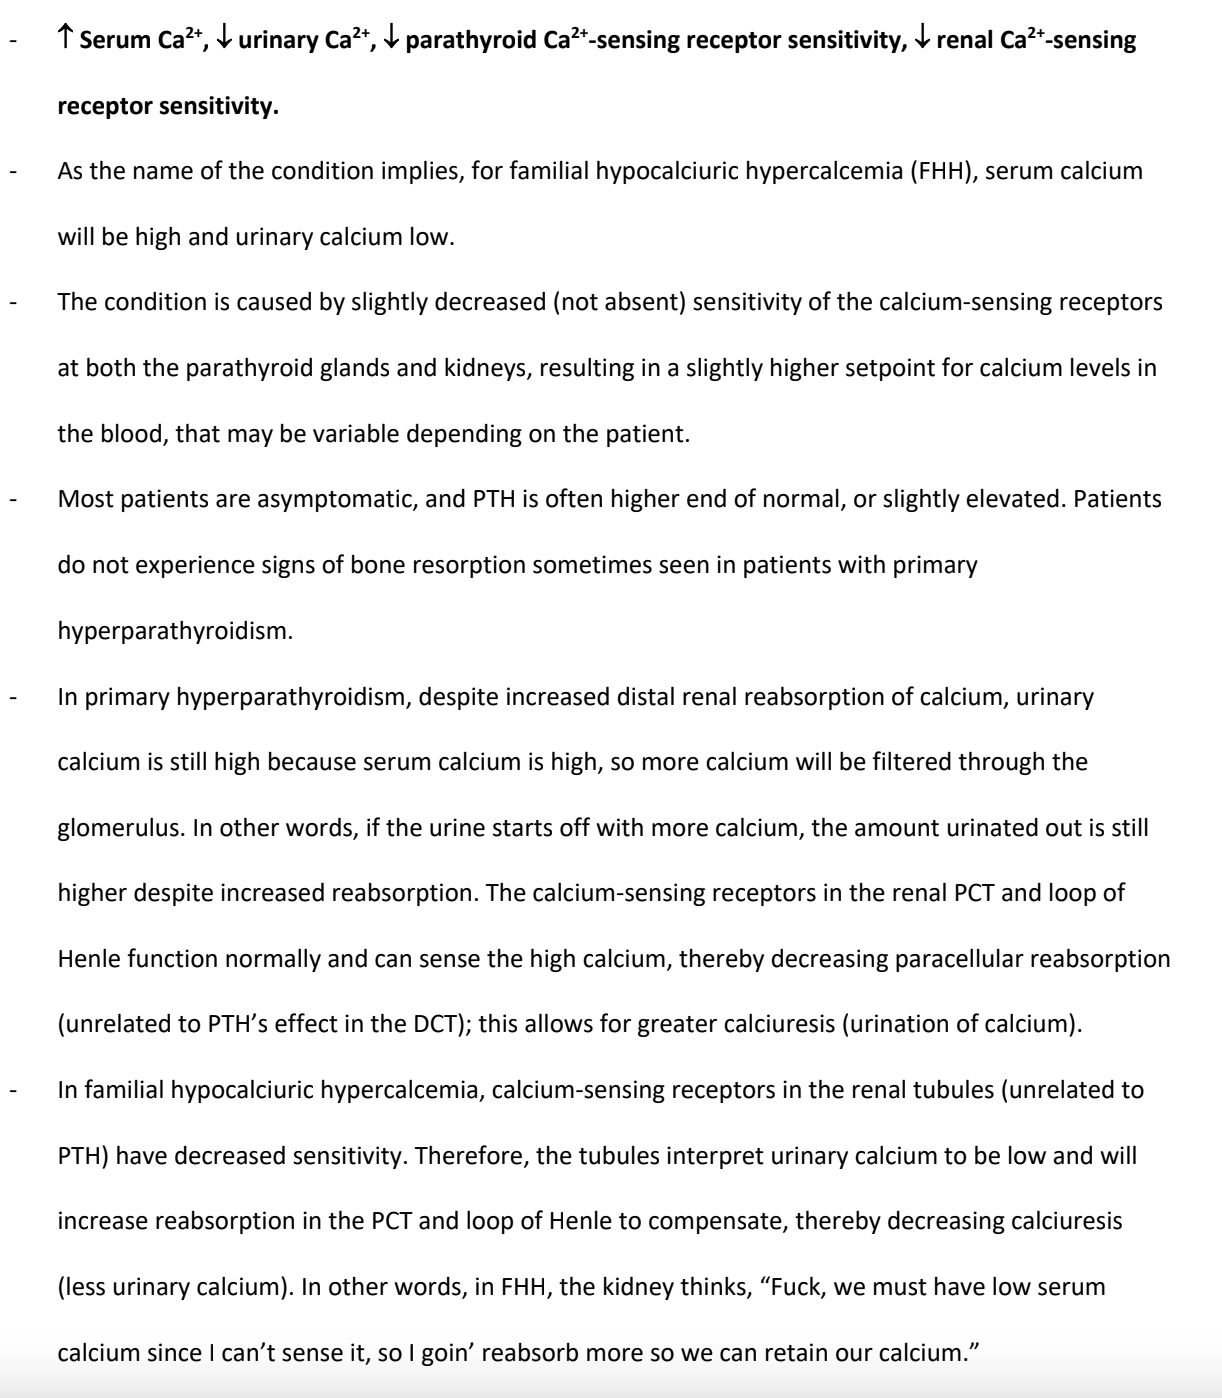 - ↑ Serum Ca²⁺, ↓ urinary Ca²⁺, ↓ parathyroid Ca²⁺-sensing receptor sensitivity, ↓ renal Ca²⁺-sensing
receptor sensitivity.
- As the name of the condition implies, for familial hypocalciuric hypercalcemia (FHH), serum calcium
will be high and urinary calcium low.
- The condition is caused by slightly decreased (not absent) sensitivity of the calcium-sensing receptors
at both the parathyroid glands and kidneys, resulting in a slightly higher setpoint for calcium levels in
the blood, that may be variable depending on the patient.
- Most patients are asymptomatic, and PTH is often higher end of normal, or slightly elevated. Patients
do not experience signs of bone resorption sometimes seen in patients with primary
hyperparathyroidism.
- In primary hyperparathyroidism, despite increased distal renal reabsorption of calcium, urinary
calcium is still high because serum calcium is high, so more calcium will be filtered through the
glomerulus. In other words, if the urine starts off with more calcium, the amount urinated out is still
higher despite increased reabsorption. The calcium-sensing receptors in the renal PCT and loop of
Henle function normally and can sense the high calcium, thereby decreasing paracellular reabsorption
(unrelated to PTH’s effect in the DCT); this allows for greater calciuresis (urination of calcium).
- In familial hypocalciuric hypercalcemia, calcium-sensing receptors in the renal tubules (unrelated to
PTH) have decreased sensitivity. Therefore, the tubules interpret urinary calcium to be low and will
increase reabsorption in the PCT and loop of Henle to compensate, thereby decreasing calciuresis
(less urinary calcium). In other words, in FHH, the kidney thinks, “Fuck, we must have low serum
calcium since I can’t sense it, so I goin’ reabsorb more so we can retain our calcium.”